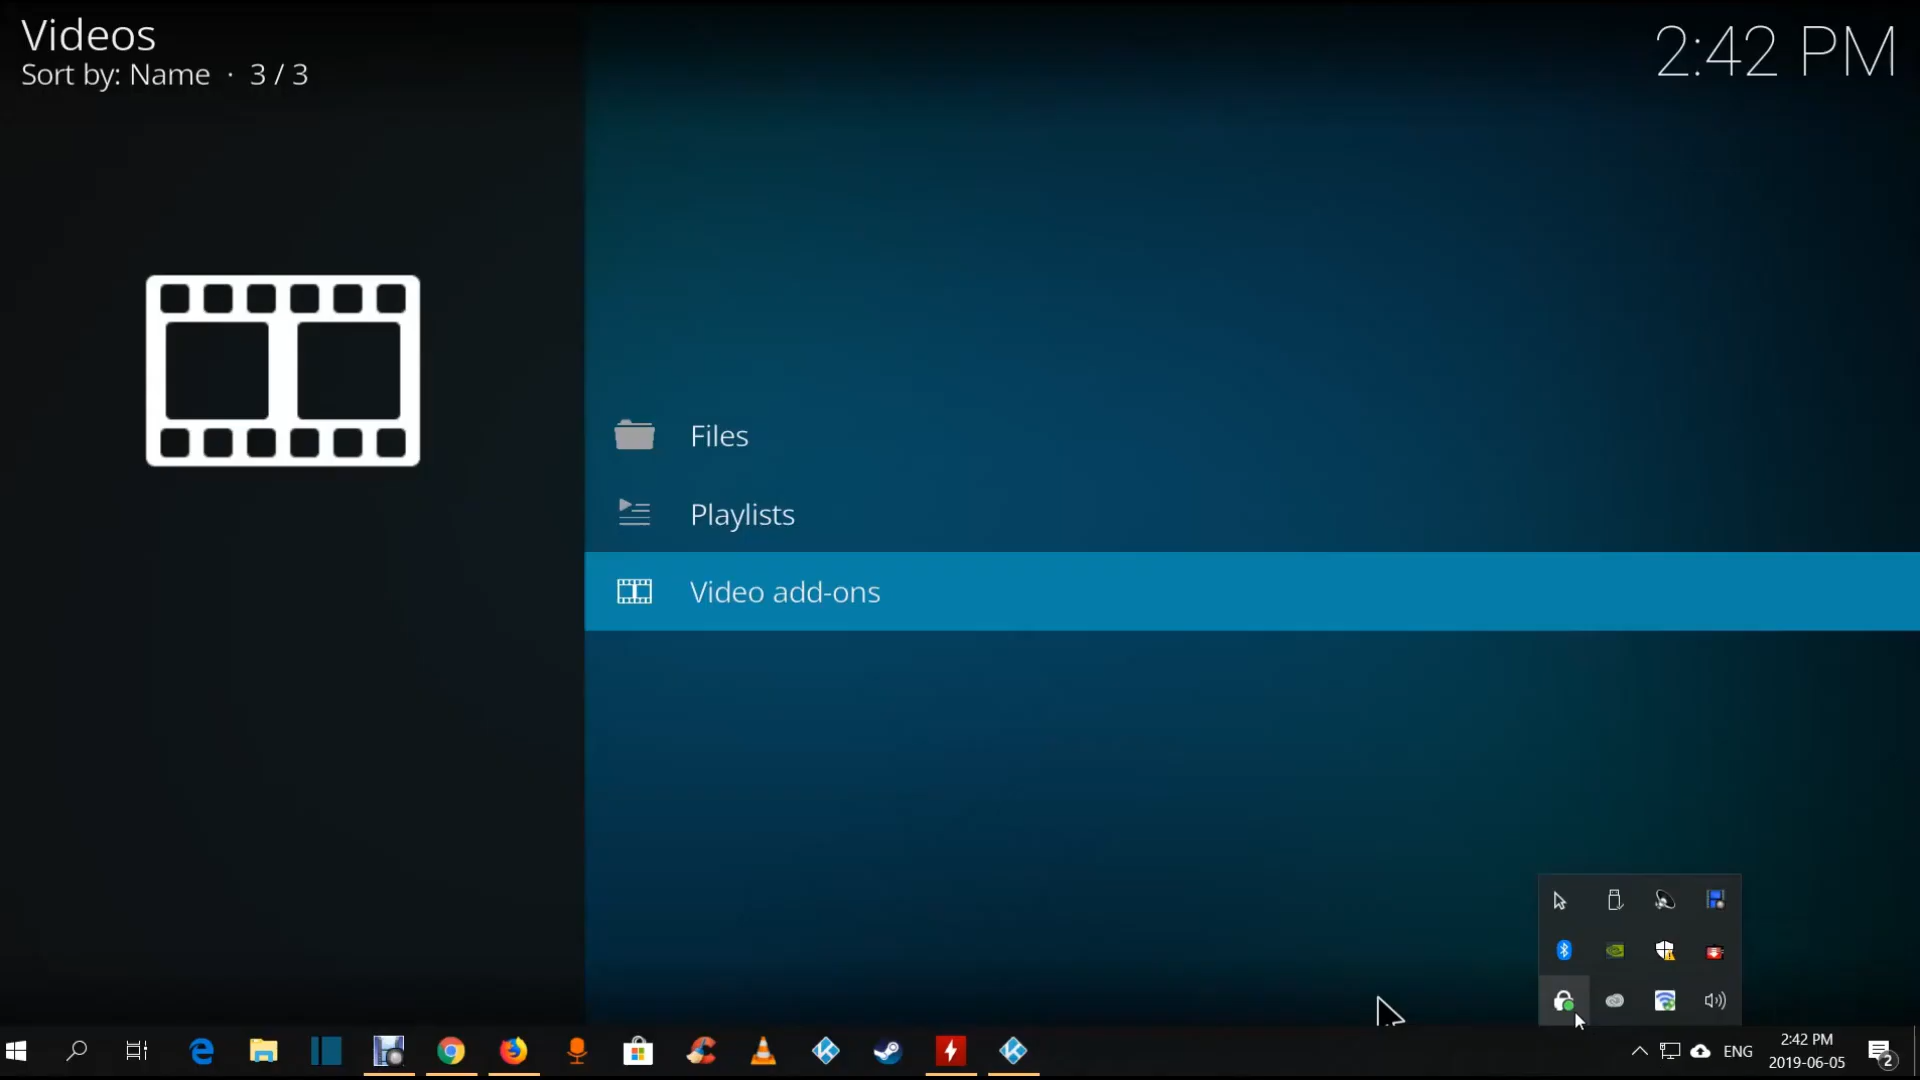 Videos
Sort by: Name · 3 / 3
2:42 PM
Files
Playlists
Video add-ons
ENG
2:42 PM
2019-06-05
2